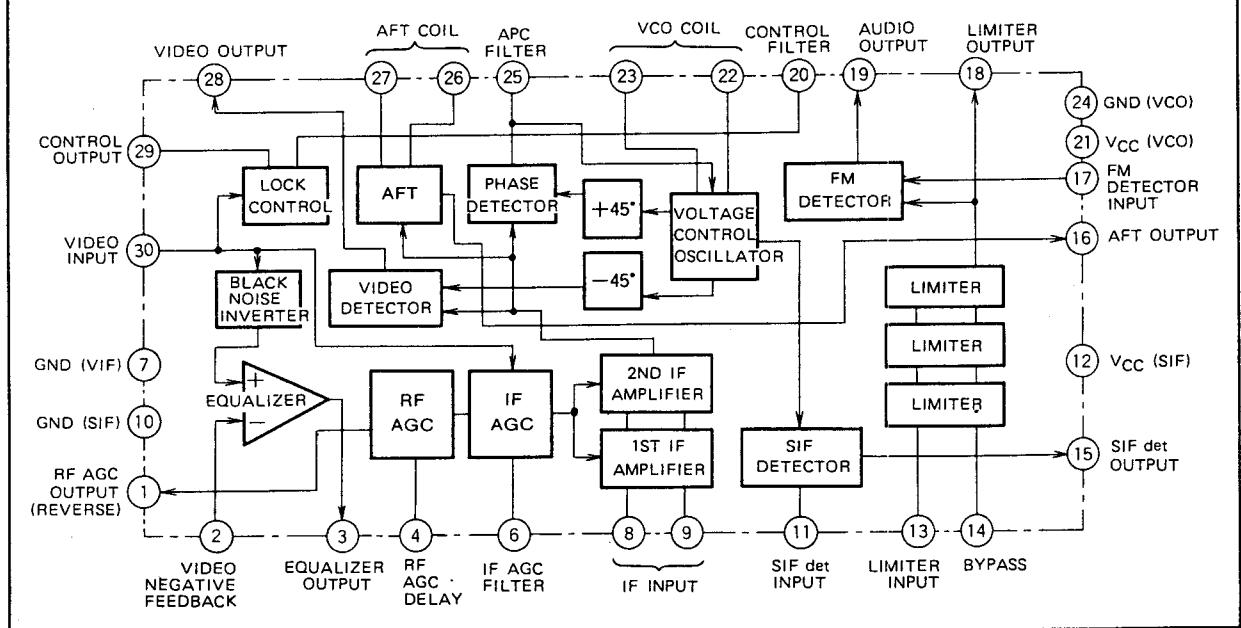 AFT COIL
VCO COIL
VIDEO OUTPUT
APC
FILTER
CONTROL
FILTER
AUDIO
OUTPUT
LIMITER
OUTPUT
28
27
26
25
23
22
20
19
18
24
GND (VCO)
21
VCC (VCO)
17
FM
DETECTOR
INPUT
16
AFT OUTPUT
12
VCC (SIF)
15
SIF det
OUTPUT
CONTROL
OUTPUT
29
VIDEO
INPUT
30
GND (VIF)
7
GND (SIF)
10
RF AGC
OUTPUT
(REVERSE)
1
LOCK
CONTROL
AFT
PHASE
DETECTOR
+45°
−45°
VOLTAGE
CONTROL
OSCILLATOR
FM
DETECTOR
BLACK
NOISE
INVERTER
VIDEO
DETECTOR
LIMITER
LIMITER
LIMITER
+
EQUALIZER
−
RF
AGC
IF
AGC
2ND IF
AMPLIFIER
1ST IF
AMPLIFIER
SIF
DETECTOR
2
3
4
6
8
9
11
13
14
VIDEO
NEGATIVE
FEEDBACK
EQUALIZER
OUTPUT
RF
AGC
DELAY
IF AGC
FILTER
IF INPUT
SIF det
INPUT
LIMITER
INPUT
BYPASS